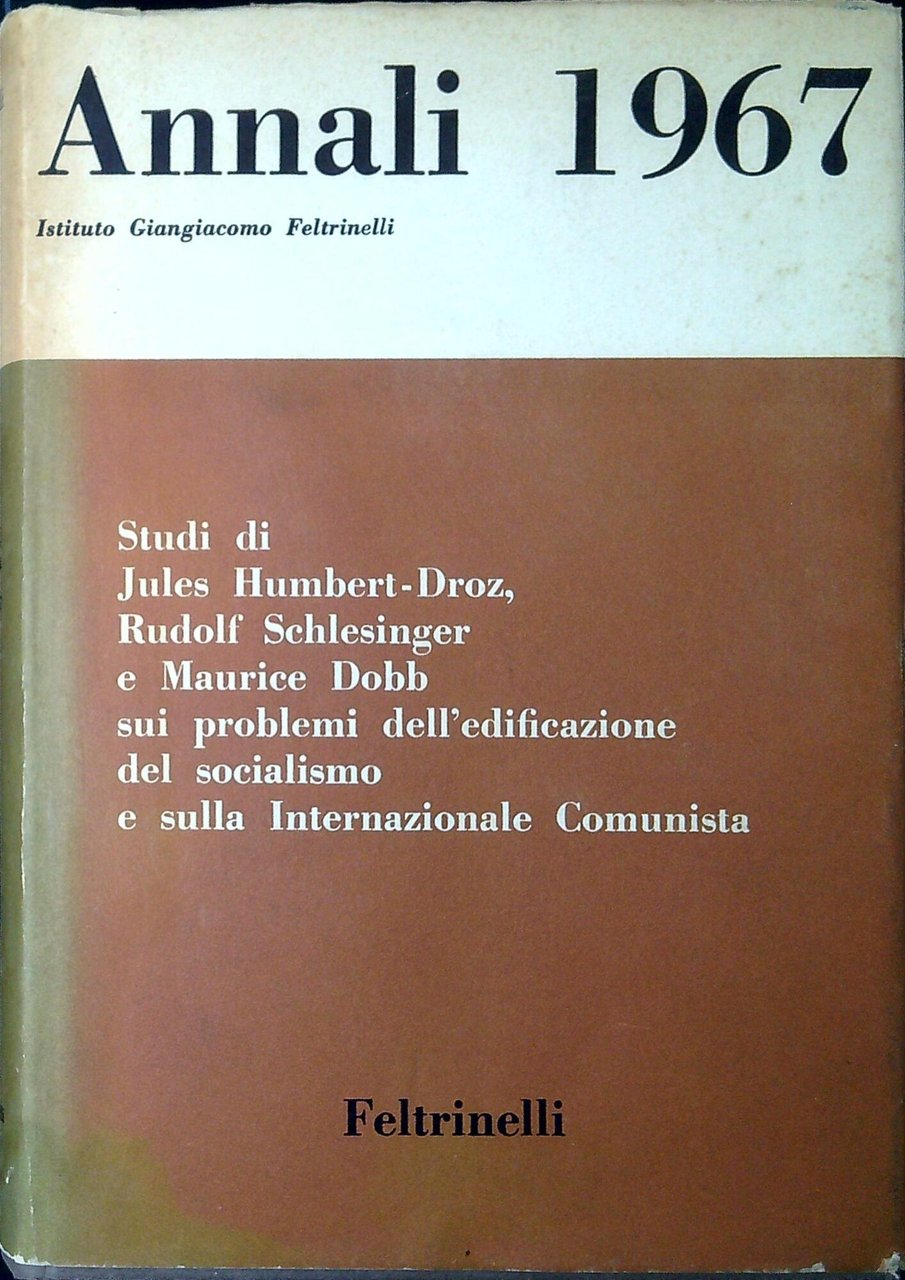 Annali 1967
Istituto Giangiacomo Feltrinelli
Studi di
Jules Humbert-Droz,
Rudolf Schlesinger
e Maurice Dobb
sui problemi dell'edificazione
del socialismo
e sulla Internazionale Comunista
Feltrinelli